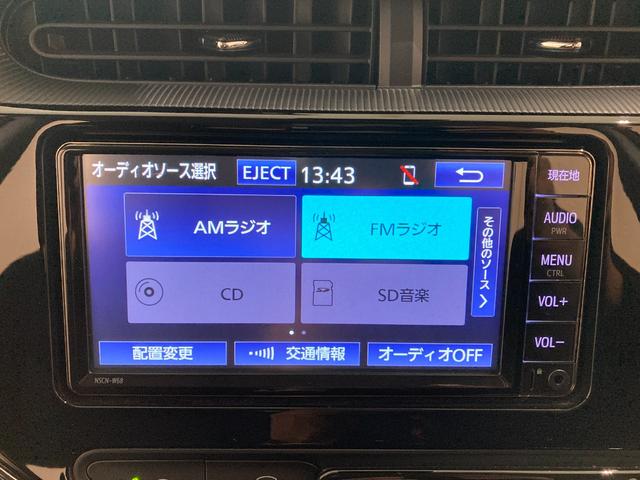 オーディオソース選択 EJECT 13:43
現在地
AMラジオ FMラジオ
その他のソース
AUDIO
PWR
CD SD音楽
SD
MENU
CTRL
VOL+
VOL-
配置変更 交通情報 オーディオOFF
NSCN-W68